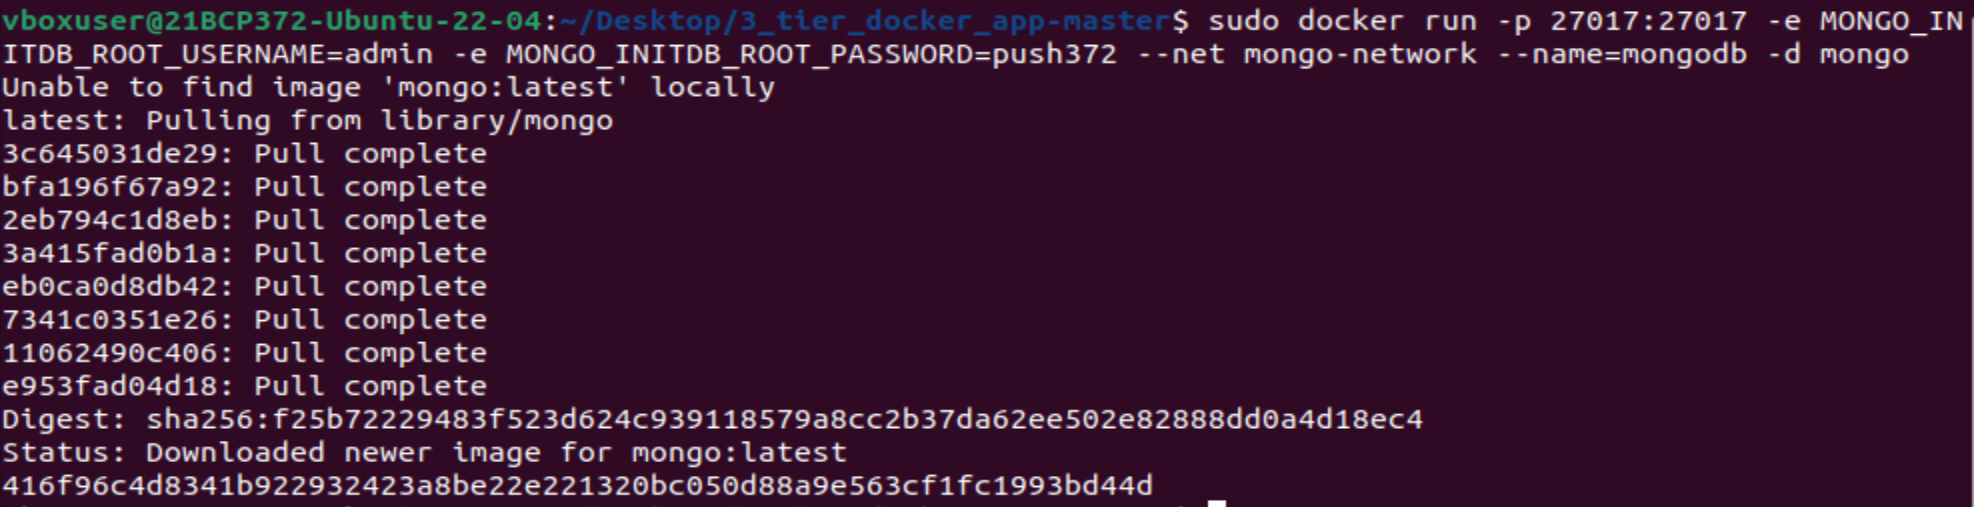 vboxuser@21BCP372-Ubuntu-22-04:~/Desktop/3_tier_docker_app-master$ sudo docker run -p 27017:27017 -e MONGO_IN
ITDB_ROOT_USERNAME=admin -e MONGO_INITDB_ROOT_PASSWORD=push372 --net mongo-network --name=mongodb -d mongo
Unable to find image 'mongo:latest' locally
latest: Pulling from library/mongo
3c645031de29: Pull complete
bfa196f67a92: Pull complete
2eb794c1d8eb: Pull complete
3a415fad0b1a: Pull complete
eb0ca0d8db42: Pull complete
7341c0351e26: Pull complete
11062490c406: Pull complete
e953fad04d18: Pull complete
Digest: sha256:f25b72229483f523d624c939118579a8cc2b37da62ee502e82888dd0a4d18ec4
Status: Downloaded newer image for mongo:latest
416f96c4d8341b922932423a8be22e221320bc050d88a9e563cf1fc1993bd44d